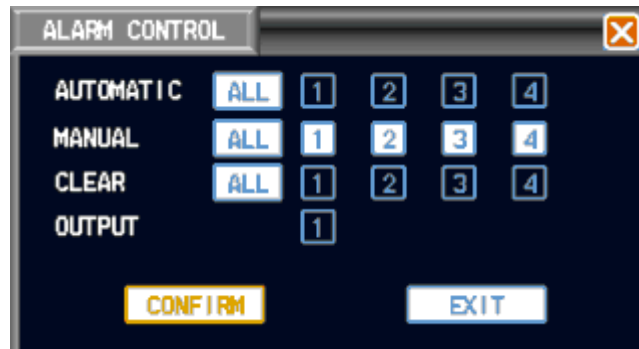 ALARM CONTROL
AUTOMATIC ALL 1 2 3 4
MANUAL ALL 1 2 3 4
CLEAR ALL 1 2 3 4
OUTPUT 1
CONFIRM EXIT